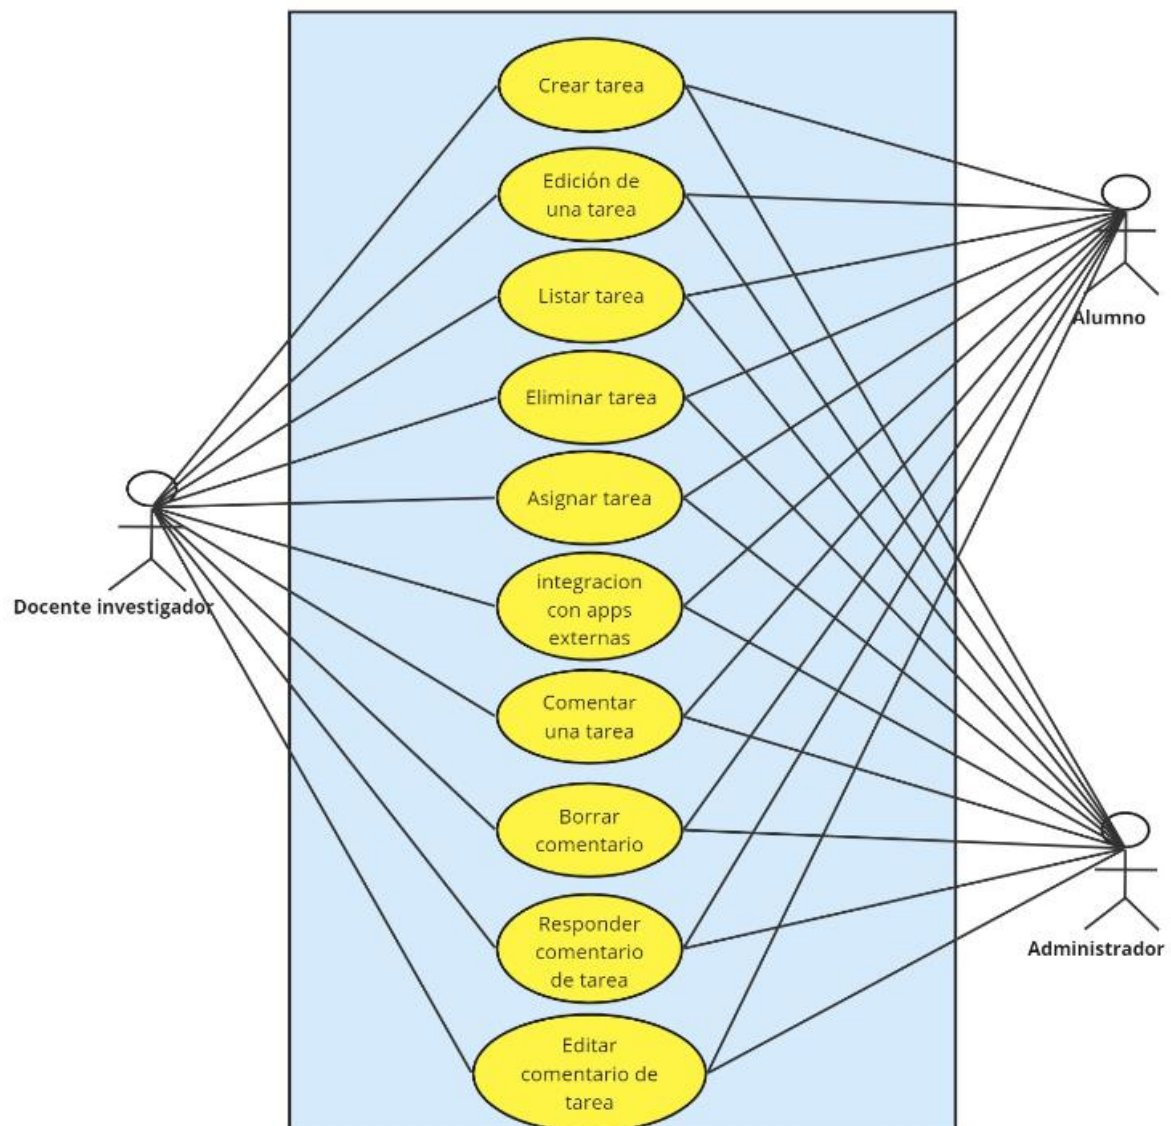 Crear tarea
Edición de
una tarea
Listar tarea
Alumno
Eliminar tarea
Asignar tarea
Docente investigador
integracion
con apps
externas
Comentar
una tarea
Borrar
comentario
Responder
comentario
de tarea
Administrador
Editar
comentario de
tarea